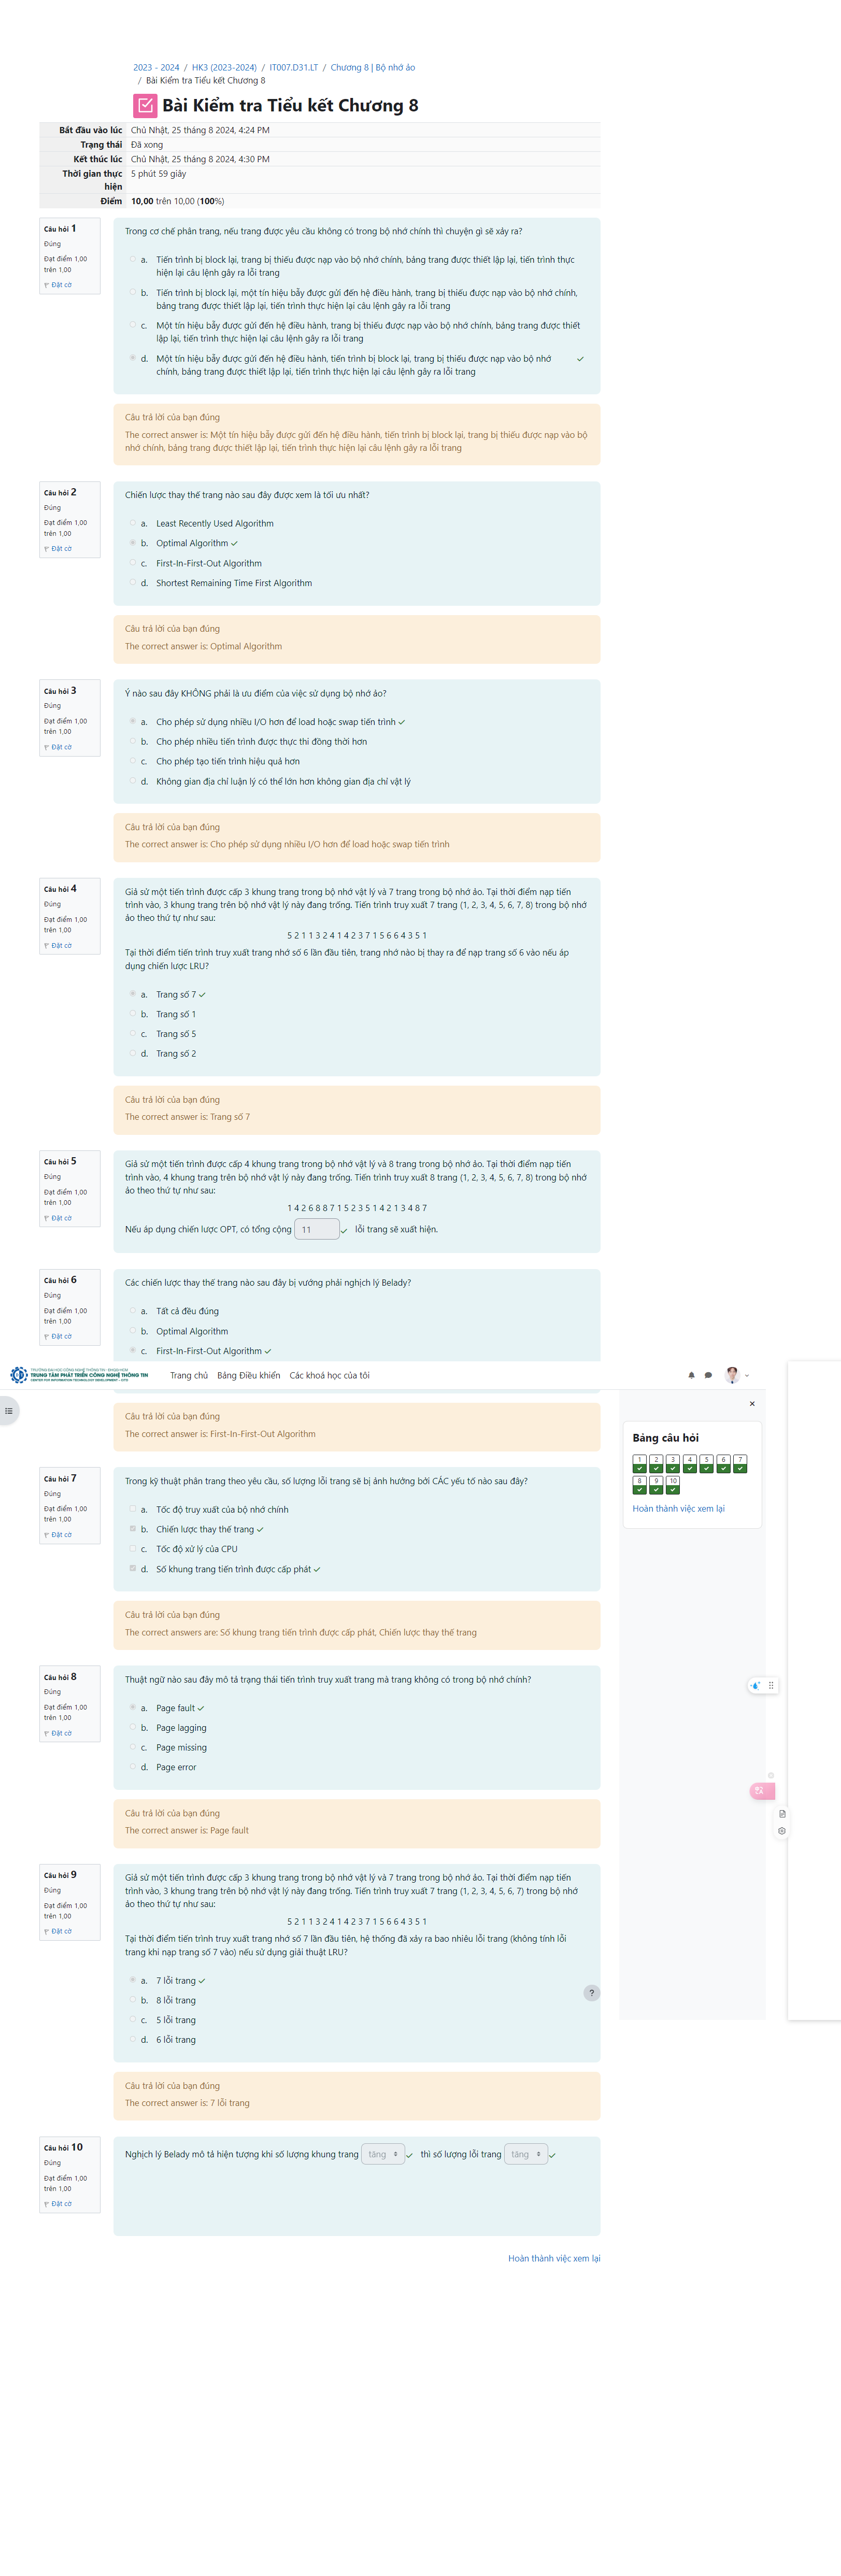 2023 - 2024 / HK3 (2023-2024) / IT007.D31.LT / Chương 8 | Bộ nhớ ảo
/ Bài Kiểm tra Tiểu kết Chương 8
Bài Kiểm tra Tiểu kết Chương 8
Bắt đầu vào lúc Chủ Nhật, 25 tháng 8 2024, 4:24 PM
Trạng thái Đã xong
Kết thúc lúc Chủ Nhật, 25 tháng 8 2024, 4:30 PM
Thời gian thực hiện 5 phút 59 giây
Điểm 10,00 trên 10,00 (100%)
Câu hỏi 1
Đúng
Đạt điểm 1,00
trên 1,00
Đặt cờ
Trong cơ chế phân trang, nếu trang được yêu cầu không có trong bộ nhớ chính thì chuyện gì sẽ xảy ra?
a. Tiến trình bị block lại, trang bị thiếu được nạp vào bộ nhớ chính, bảng trang được thiết lập lại, tiến trình thực
hiện lại câu lệnh gây ra lỗi trang
b. Tiến trình bị block lại, một tín hiệu bẫy được gửi đến hệ điều hành, trang bị thiếu được nạp vào bộ nhớ chính,
bảng trang được thiết lập lại, tiến trình thực hiện lại câu lệnh gây ra lỗi trang
c. Một tín hiệu bẫy được gửi đến hệ điều hành, trang bị thiếu được nạp vào bộ nhớ chính, bảng trang được thiết
lập lại, tiến trình thực hiện lại câu lệnh gây ra lỗi trang
d. Một tín hiệu bẫy được gửi đến hệ điều hành, tiến trình bị block lại, trang bị thiếu được nạp vào bộ nhớ
chính, bảng trang được thiết lập lại, tiến trình thực hiện lại câu lệnh gây ra lỗi trang
Câu trả lời của bạn đúng
The correct answer is: Một tín hiệu bẫy được gửi đến hệ điều hành, tiến trình bị block lại, trang bị thiếu được nạp vào bộ
nhớ chính, bảng trang được thiết lập lại, tiến trình thực hiện lại câu lệnh gây ra lỗi trang
Câu hỏi 2
Đúng
Đạt điểm 1,00
trên 1,00
Đặt cờ
Chiến lược thay thế trang nào sau đây được xem là tối ưu nhất?
a. Least Recently Used Algorithm
b. Optimal Algorithm
c. First-In-First-Out Algorithm
d. Shortest Remaining Time First Algorithm
Câu trả lời của bạn đúng
The correct answer is: Optimal Algorithm
Câu hỏi 3
Đúng
Đạt điểm 1,00
trên 1,00
Đặt cờ
Ý nào sau đây KHÔNG phải là ưu điểm của việc sử dụng bộ nhớ ảo?
a. Cho phép sử dụng nhiều I/O hơn để load hoặc swap tiến trình
b. Cho phép nhiều tiến trình được thực thi đồng thời hơn
c. Cho phép tạo tiến trình hiệu quả hơn
d. Không gian địa chỉ luận lý có thể lớn hơn không gian địa chỉ vật lý
Câu trả lời của bạn đúng
The correct answer is: Cho phép sử dụng nhiều I/O hơn để load hoặc swap tiến trình
Câu hỏi 4
Đúng
Đạt điểm 1,00
trên 1,00
Đặt cờ
Giả sử một tiến trình được cấp 3 khung trang trong bộ nhớ vật lý và 7 trang trong bộ nhớ ảo. Tại thời điểm nạp tiến
trình vào, 3 khung trang trên bộ nhớ vật lý này đang trống. Tiến trình truy xuất 7 trang (1, 2, 3, 4, 5, 6, 7, 8) trong bộ nhớ
ảo theo thứ tự như sau:
5 2 1 1 3 2 4 1 4 2 3 7 1 5 6 6 4 3 5 1
Tại thời điểm tiến trình truy xuất trang nhớ số 6 lần đầu tiên, trang nhớ nào bị thay ra để nạp trang số 6 vào nếu áp
dụng chiến lược LRU?
a. Trang số 7
b. Trang số 1
c. Trang số 5
d. Trang số 2
Câu trả lời của bạn đúng
The correct answer is: Trang số 7
Câu hỏi 5
Đúng
Đạt điểm 1,00
trên 1,00
Đặt cờ
Giả sử một tiến trình được cấp 4 khung trang trong bộ nhớ vật lý và 8 trang trong bộ nhớ ảo. Tại thời điểm nạp tiến
trình vào, 4 khung trang trên bộ nhớ vật lý này đang trống. Tiến trình truy xuất 8 trang (1, 2, 3, 4, 5, 6, 7, 8) trong bộ nhớ
ảo theo thứ tự như sau:
1 4 2 6 8 8 7 1 5 2 3 5 1 4 2 1 3 4 8 7
Nếu áp dụng chiến lược OPT, có tổng cộng 11 lỗi trang sẽ xuất hiện.
Câu hỏi 6
Đúng
Đạt điểm 1,00
trên 1,00
Đặt cờ
Các chiến lược thay thế trang nào sau đây bị vướng phải nghịch lý Belady?
a. Tất cả đều đúng
b. Optimal Algorithm
c. First-In-First-Out Algorithm
TRƯỜNG ĐẠI HỌC CÔNG NGHỆ THÔNG TIN - ĐHQG-HCM
TRUNG TÂM PHÁT TRIỂN CÔNG NGHỆ THÔNG TIN
CENTER FOR INFORMATION TECHNOLOGY DEVELOPMENT - CITD
Trang chủ Bảng Điều khiển Các khoá học của tôi
Câu trả lời của bạn đúng
The correct answer is: First-In-First-Out Algorithm
Bảng câu hỏi
1 2 3 4 5 6 7
8 9 10
Hoàn thành việc xem lại
Câu hỏi 7
Đúng
Đạt điểm 1,00
trên 1,00
Đặt cờ
Trong kỹ thuật phân trang theo yêu cầu, số lượng lỗi trang sẽ bị ảnh hưởng bởi CÁC yếu tố nào sau đây?
a. Tốc độ truy xuất của bộ nhớ chính
b. Chiến lược thay thế trang
c. Tốc độ xử lý của CPU
d. Số khung trang tiến trình được cấp phát
Câu trả lời của bạn đúng
The correct answers are: Số khung trang tiến trình được cấp phát, Chiến lược thay thế trang
Câu hỏi 8
Đúng
Đạt điểm 1,00
trên 1,00
Đặt cờ
Thuật ngữ nào sau đây mô tả trạng thái tiến trình truy xuất trang mà trang không có trong bộ nhớ chính?
a. Page fault
b. Page lagging
c. Page missing
d. Page error
Câu trả lời của bạn đúng
The correct answer is: Page fault
Câu hỏi 9
Đúng
Đạt điểm 1,00
trên 1,00
Đặt cờ
Giả sử một tiến trình được cấp 3 khung trang trong bộ nhớ vật lý và 7 trang trong bộ nhớ ảo. Tại thời điểm nạp tiến
trình vào, 3 khung trang trên bộ nhớ vật lý này đang trống. Tiến trình truy xuất 7 trang (1, 2, 3, 4, 5, 6, 7) trong bộ nhớ
ảo theo thứ tự như sau:
5 2 1 1 3 2 4 1 4 2 3 7 1 5 6 6 4 3 5 1
Tại thời điểm tiến trình truy xuất trang nhớ số 7 lần đầu tiên, hệ thống đã xảy ra bao nhiêu lỗi trang (không tính lỗi
trang khi nạp trang số 7 vào) nếu sử dụng giải thuật LRU?
a. 7 lỗi trang
b. 8 lỗi trang
c. 5 lỗi trang
d. 6 lỗi trang
?
Câu trả lời của bạn đúng
The correct answer is: 7 lỗi trang
Câu hỏi 10
Đúng
Đạt điểm 1,00
trên 1,00
Đặt cờ
Nghịch lý Belady mô tả hiện tượng khi số lượng khung trang tăng thì số lượng lỗi trang tăng
Hoàn thành việc xem lại